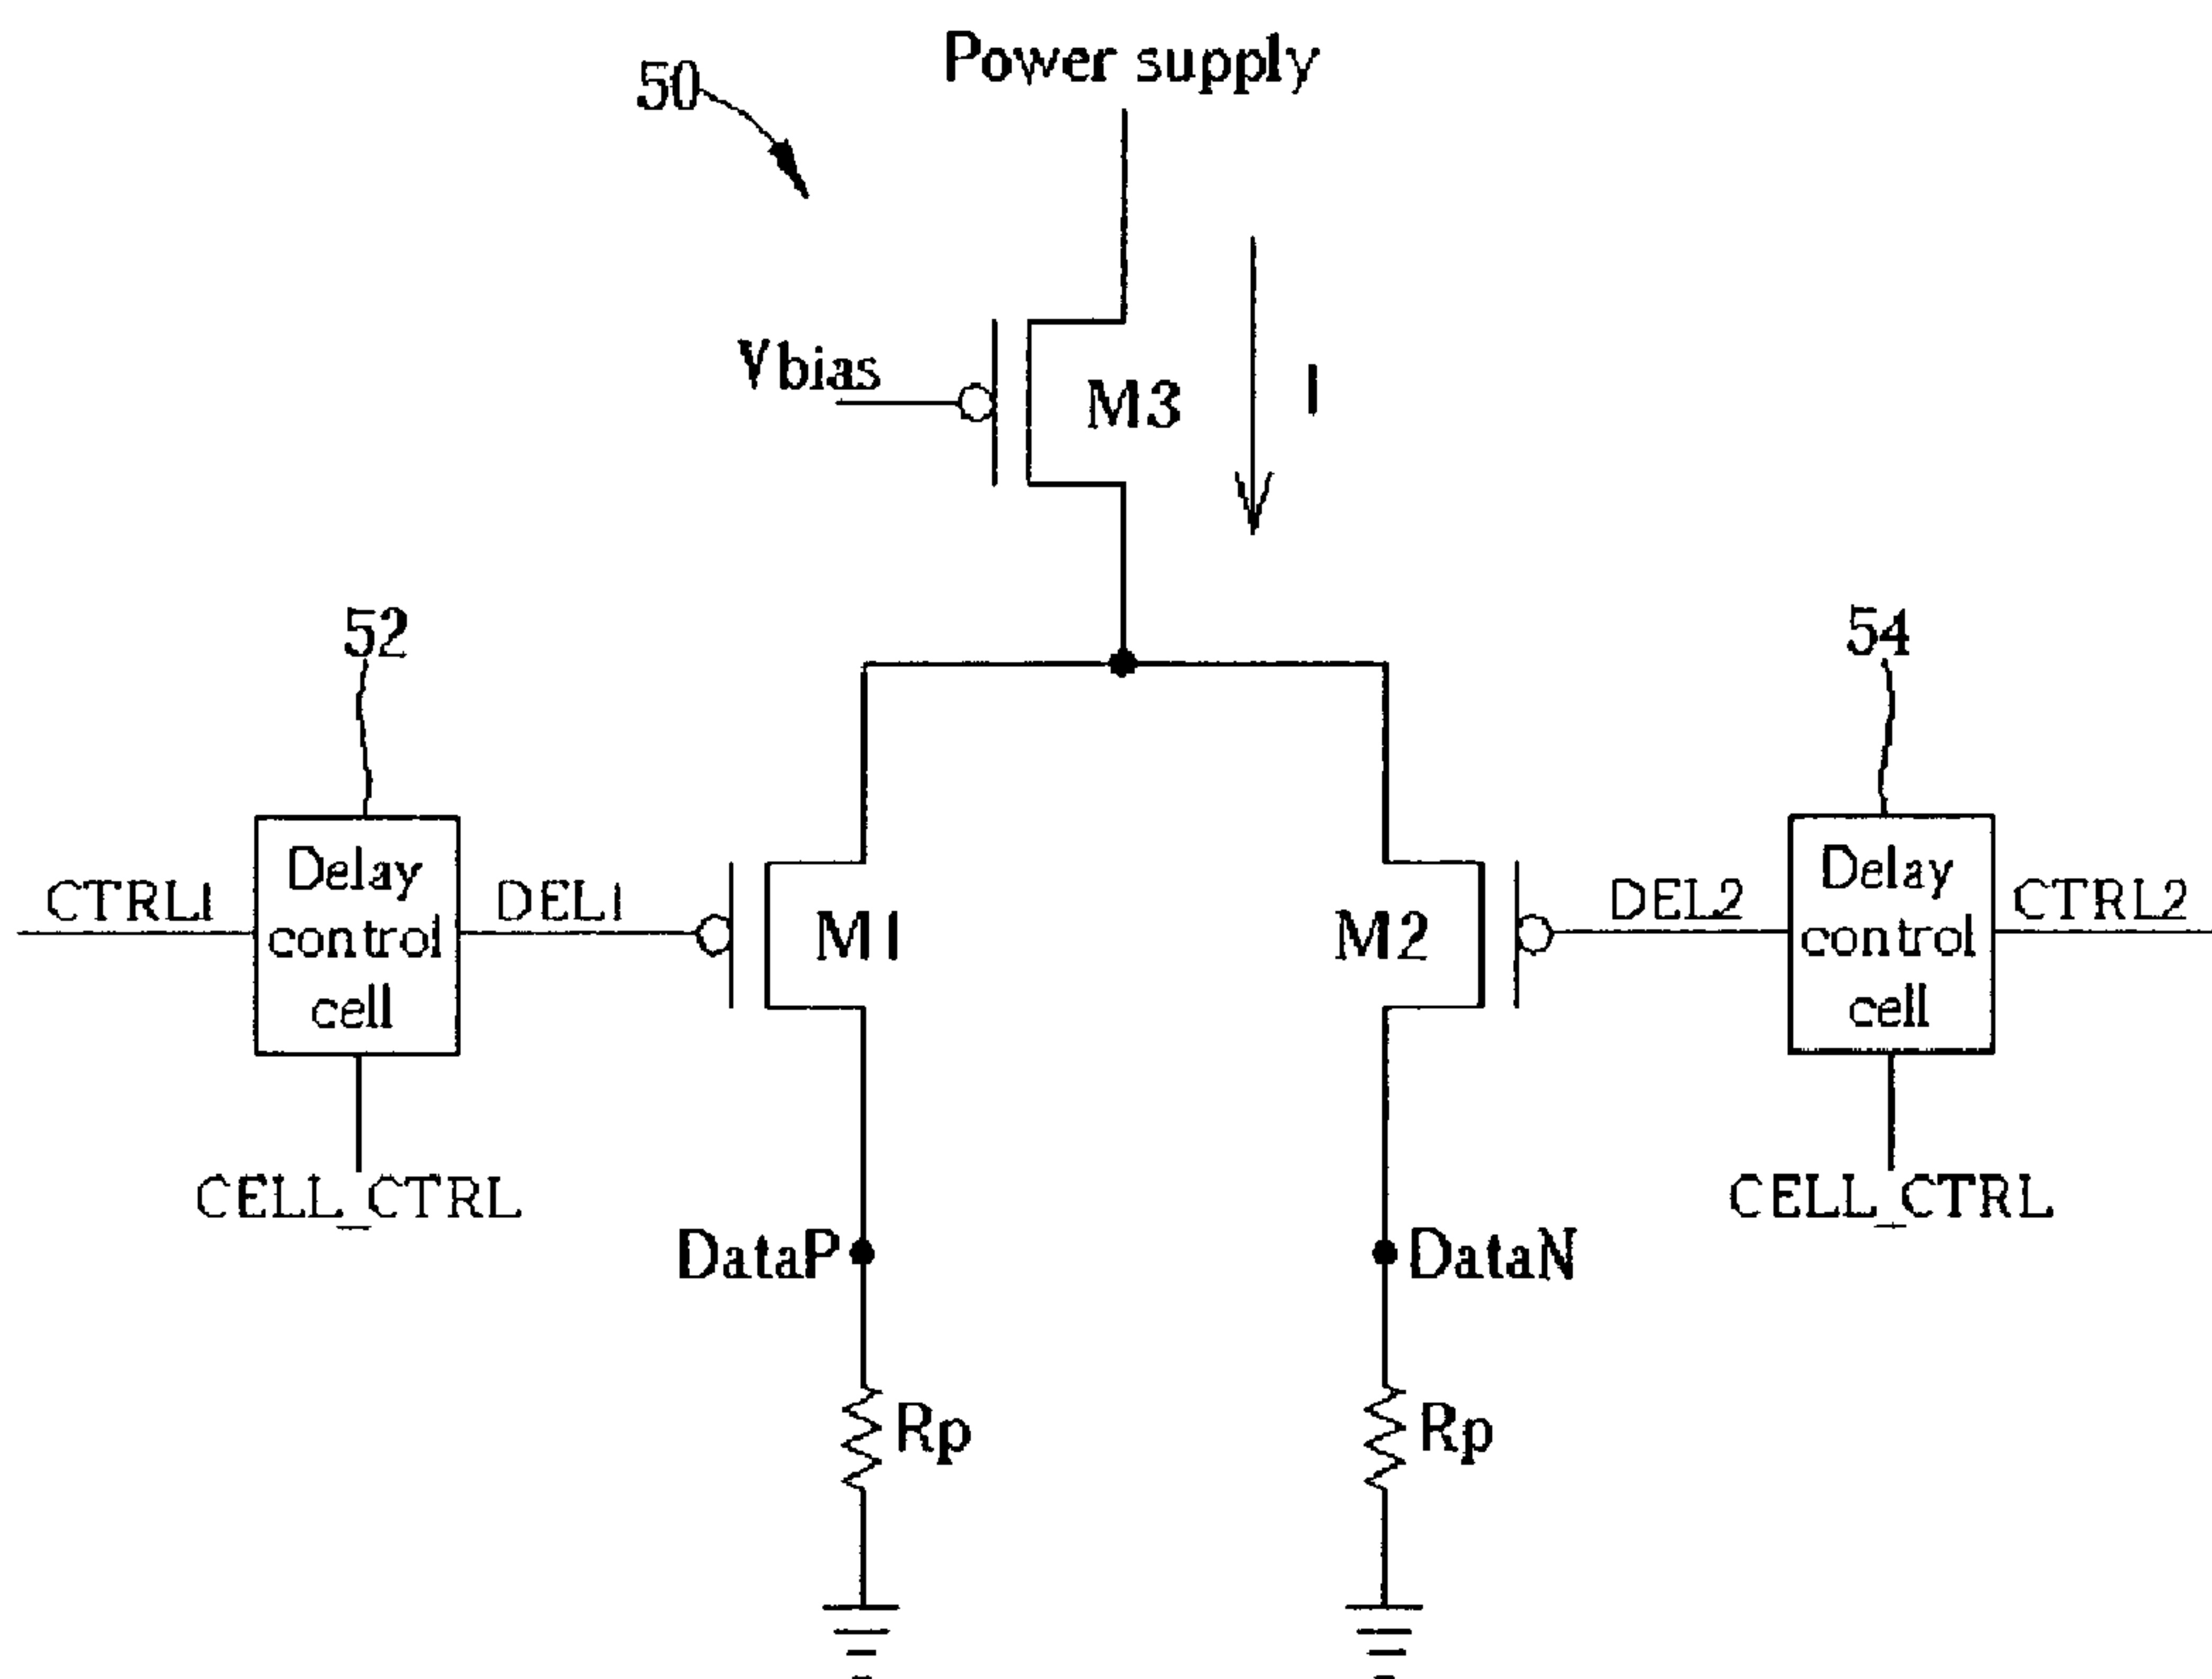 Power supply
50
Vbias
M3
I
52
54
Delay
control
cell
Delay
control
cell
CTRL1
DEL1
M1
M2
DEL2
CTRL2
CELL_CTRL
CELL_CTRL
DataP
DataN
Rp
Rp